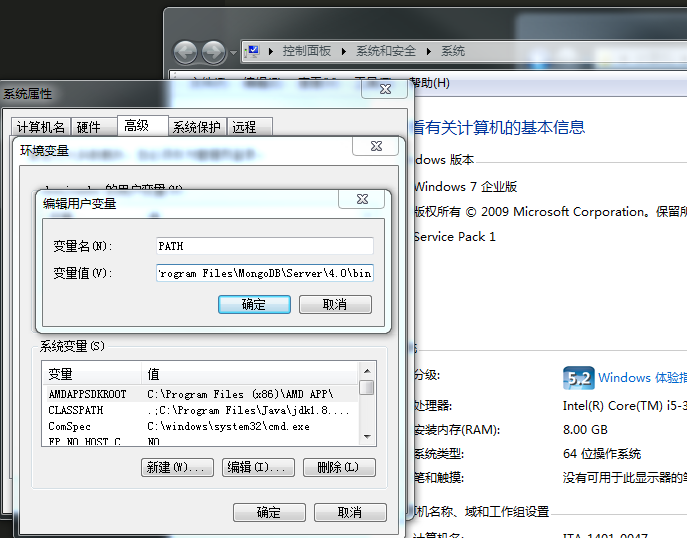 控制面板 系统和安全 系统
帮助(H)
系统属性
计算机名 硬件 高级 系统保护 远程
环境变量
的用户变量(U)
编辑用户变量
变量名(N): PATH
变量值(V): rogram Files\MongoDB\Server\4.0\bin
确定 取消
系统变量(S)
变量 值
AMDAPPSDKROOT C:\Program Files (x86)\AMD APP\
CLASSPATH .;C:\Program Files\Java\jdk1.8....
ComSpec C:\windows\system32\cmd.exe
FP_NO_HOST_C NO
新建(W)... 编辑(I)... 删除(L)
确定 取消
看有关计算机的基本信息
dows 版本
Windows 7 企业版
版权所有 © 2009 Microsoft Corporation。保留所
Service Pack 1
分级: 5.2 Windows 体验指
处理器: Intel(R) Core(TM) i5-3
安装内存(RAM): 8.00 GB
系统类型: 64 位操作系统
笔和触摸: 没有可用于此显示器的笔
机名称、域和工作组设置
计算机名: ITA-1401-0047